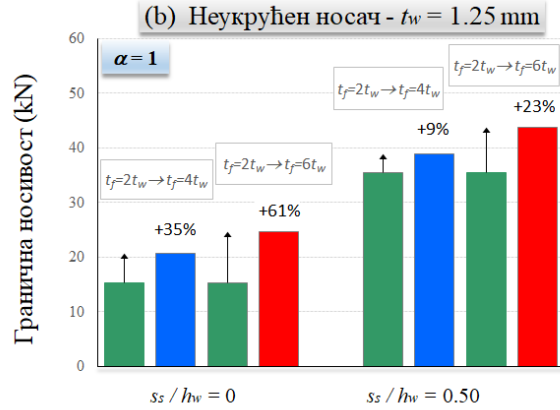 (b) Неукрућен носач - tw = 1.25 mm
α = 1
Гранична носивост (kN)
60
50
40
30
20
10
0
tf=2tw→tf=4tw
+35%
tf=2tw→tf=6tw
+61%
tf=2tw→tf=4tw
+9%
tf=2tw→tf=6tw
+23%
ss / hw = 0
ss / hw = 0.50